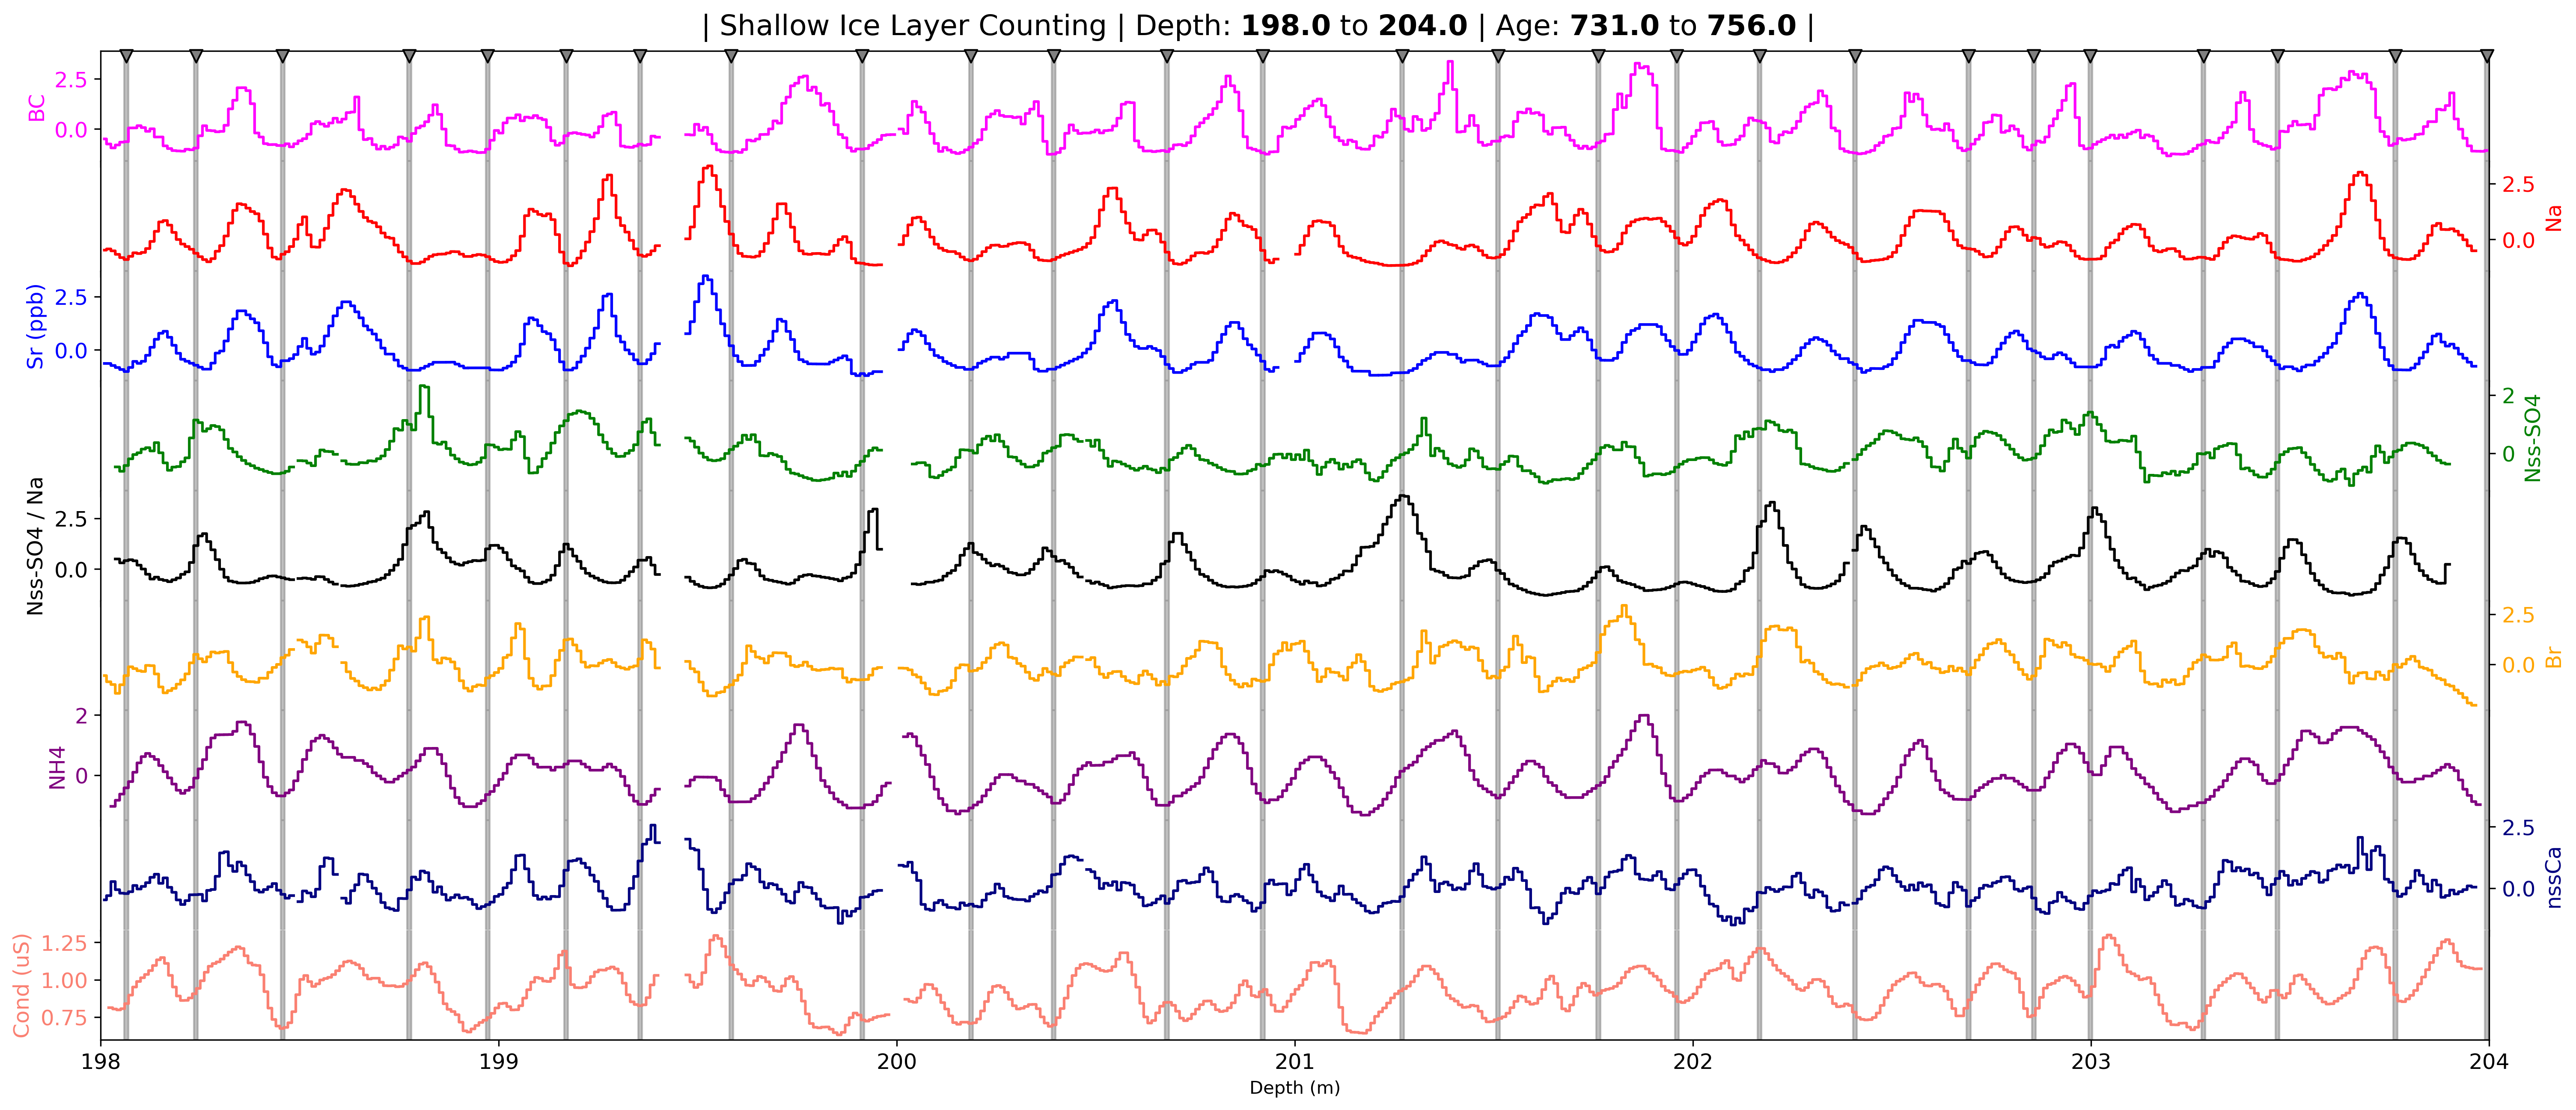 | Shallow Ice Layer Counting | Depth: 198.0 to 204.0 | Age: 731.0 to 756.0 |
BC
2.5
0.0
2.5
0.0
Na
Sr (ppb)
2.5
0.0
2
0
Nss-SO4
Nss-SO4 / Na
2.5
0.0
2.5
0.0
Br
NH4
2
0
2.5
0.0
nssCa
Cond (uS)
1.25
1.00
0.75
198 199 200 201 202 203 204
Depth (m)